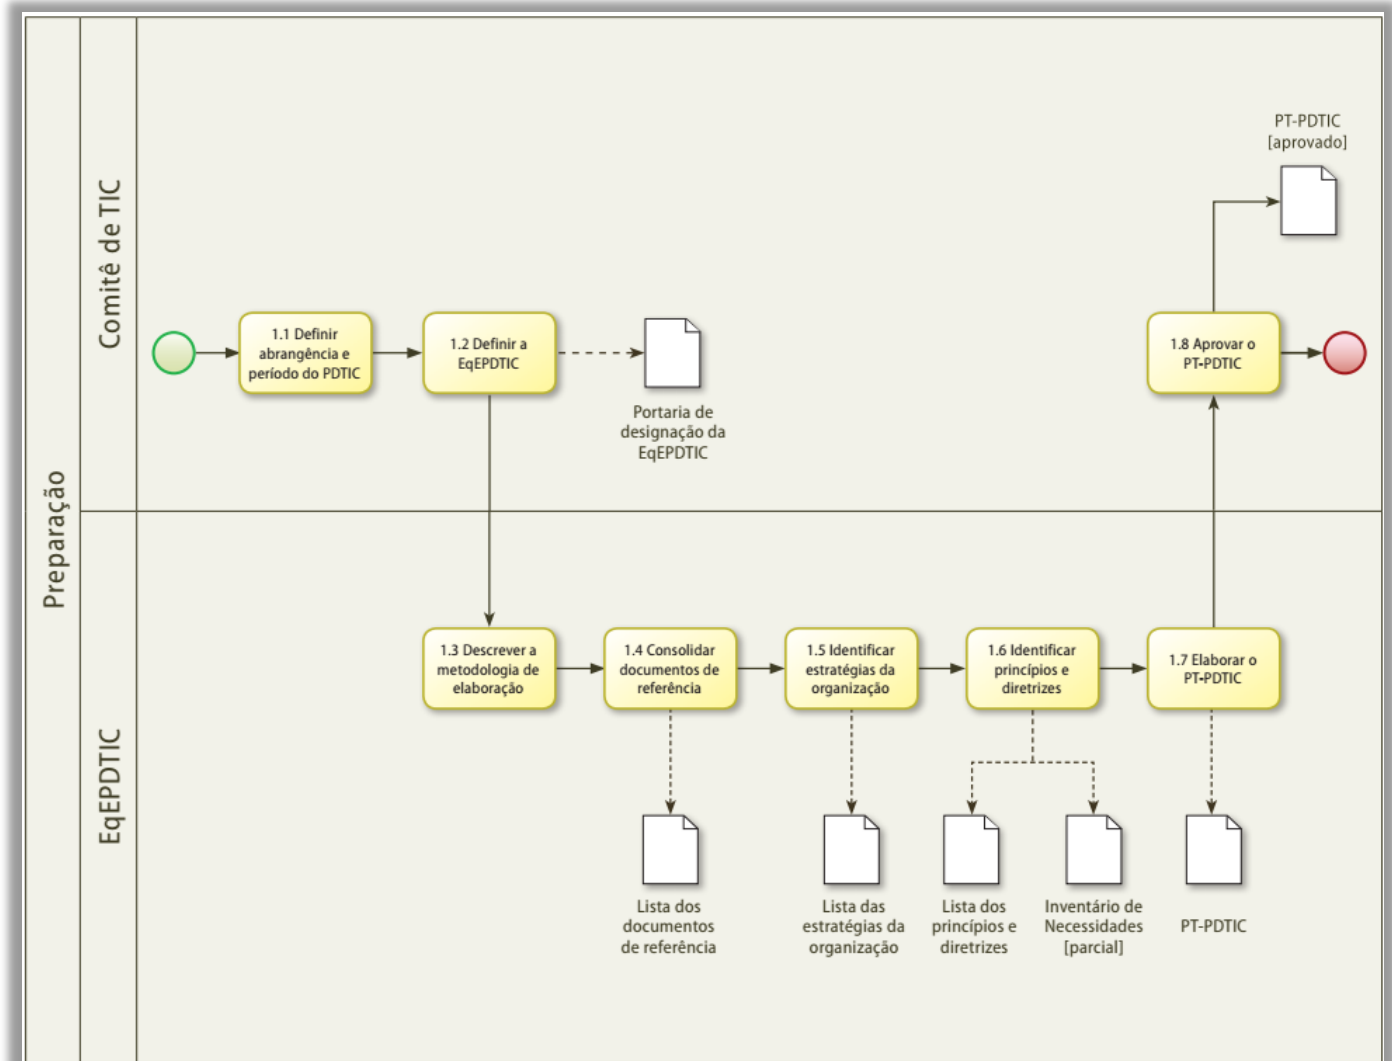 Preparação
Comitê de TIC
1.1 Definir
abrangência e
período do PDTIC
1.2 Definir a
EqEPDTIC
Portaria de
designação da
EqEPDTIC
1.8 Aprovar o
PT-PDTIC
PT-PDTIC
[aprovado]
EqEPDTIC
1.3 Descrever a
metodologia de
elaboração
1.4 Consolidar
documentos de
referência
1.5 Identificar
estratégias da
organização
1.6 Identificar
princípios e
diretrizes
1.7 Elaborar o
PT-PDTIC
Lista dos
documentos
de referência
Lista das
estratégias da
organização
Lista dos
princípios e
diretrizes
Inventário de
Necessidades
[parcial]
PT-PDTIC